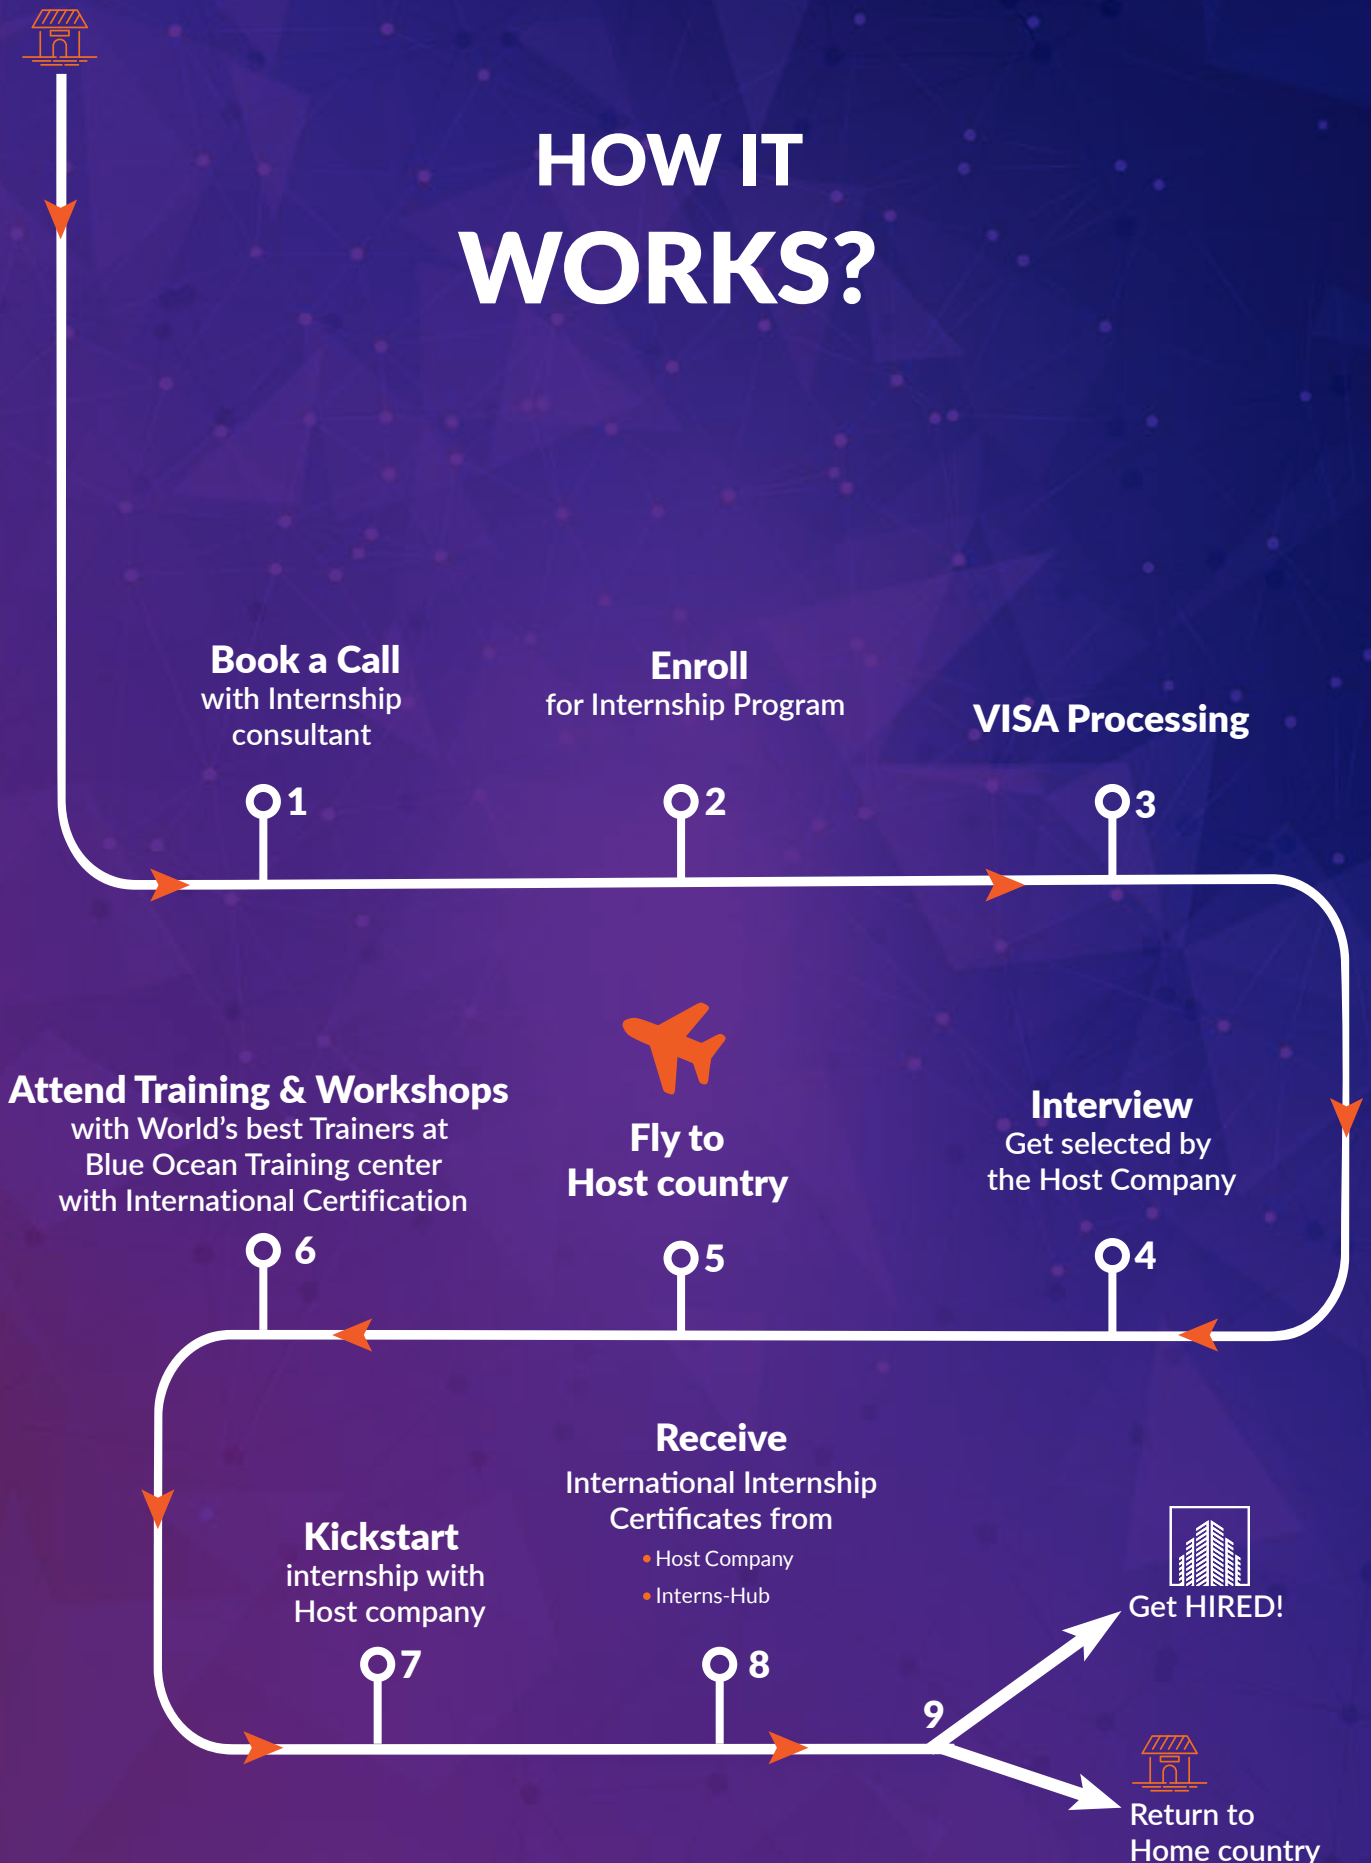 HOW IT
WORKS?
Book a Call
with Internship
consultant
1
Enroll
for Internship Program
2
VISA Processing
3
Interview
Get selected by
the Host Company
4
Fly to
Host country
5
Attend Training & Workshops
with World's best Trainers at
Blue Ocean Training center
with International Certification
6
Kickstart
internship with
Host company
7
Receive
International Internship
Certificates from
• Host Company
• Interns-Hub
8
9
Get HIRED!
Return to
Home country